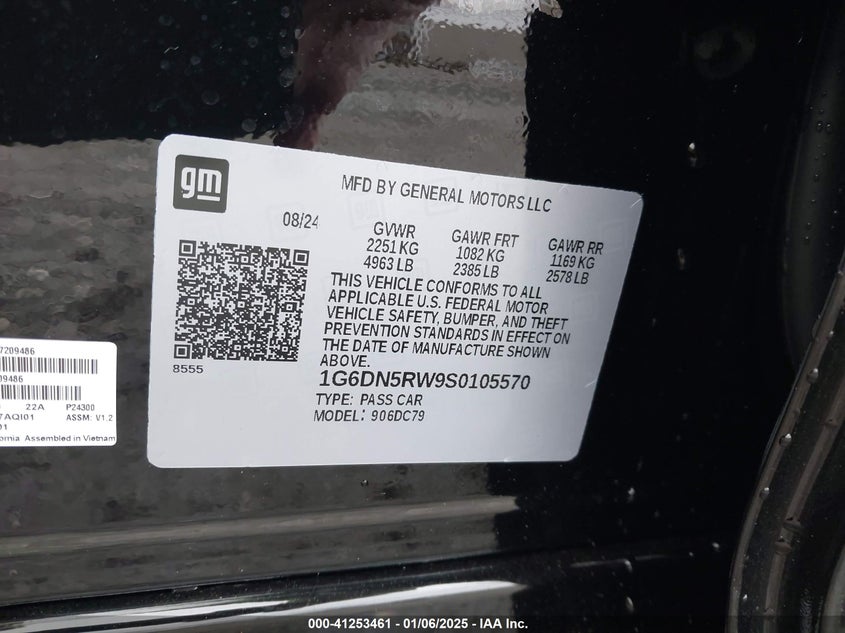 gm
MFD BY GENERAL MOTORS LLC
08/24
GVWR
2251 KG
4963 LB
GAWR FRT
1082 KG
2385 LB
GAWR RR
1169 KG
2578 LB
THIS VEHICLE CONFORMS TO ALL
APPLICABLE U.S. FEDERAL MOTOR
VEHICLE SAFETY, BUMPER, AND THEFT
PREVENTION STANDARDS IN EFFECT ON
THE DATE OF MANUFACTURE SHOWN
ABOVE.
8555
1G6DN5RW9S0105570
TYPE: PASS CAR
MODEL: 906DC79
7209486
09486
22A P24300
7AQI01 ASSM: V1.2
01
ifornia Assembled in Vietnam
000-41253461 - 01/06/2025 - IAA Inc.